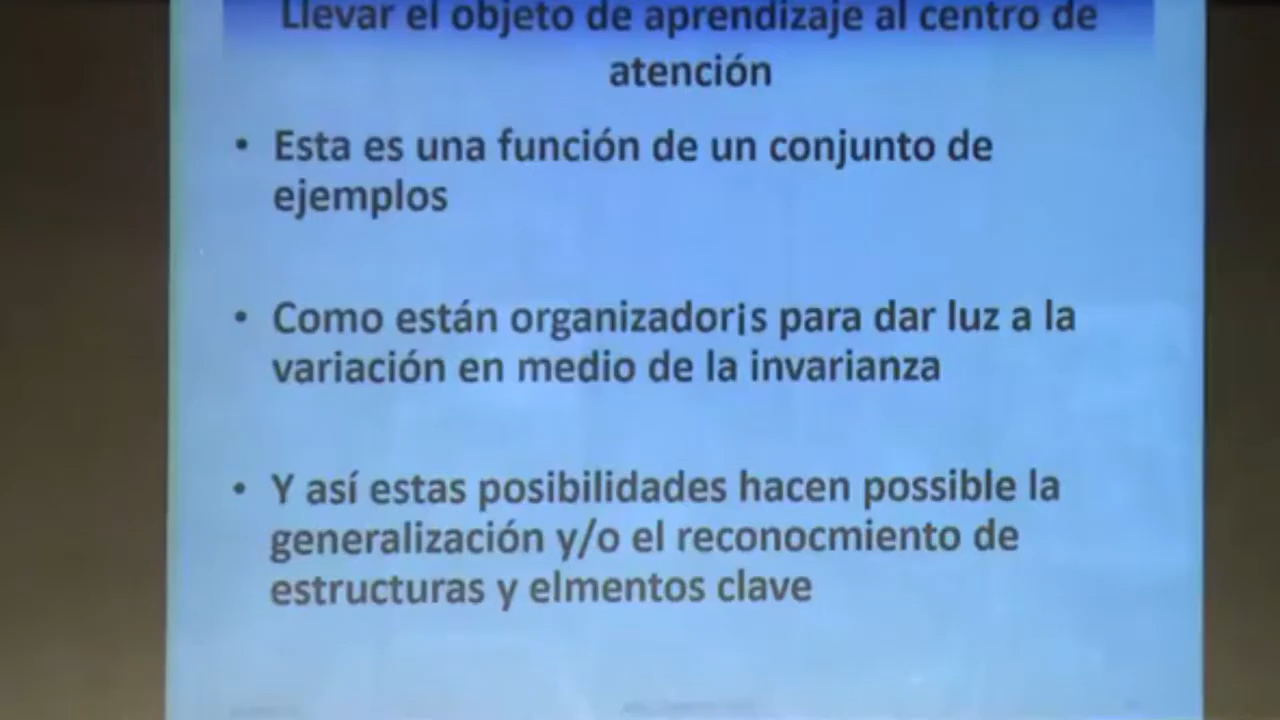 Llevar el objeto de aprendizaje al centro de
atención
• Esta es una función de un conjunto de
ejemplos
• Como están organizador¡s para dar luz a la
variación en medio de la invarianza
• Y así estas posibilidades hacen possible la
generalización y/o el reconocmiento de
estructuras y elmentos clave